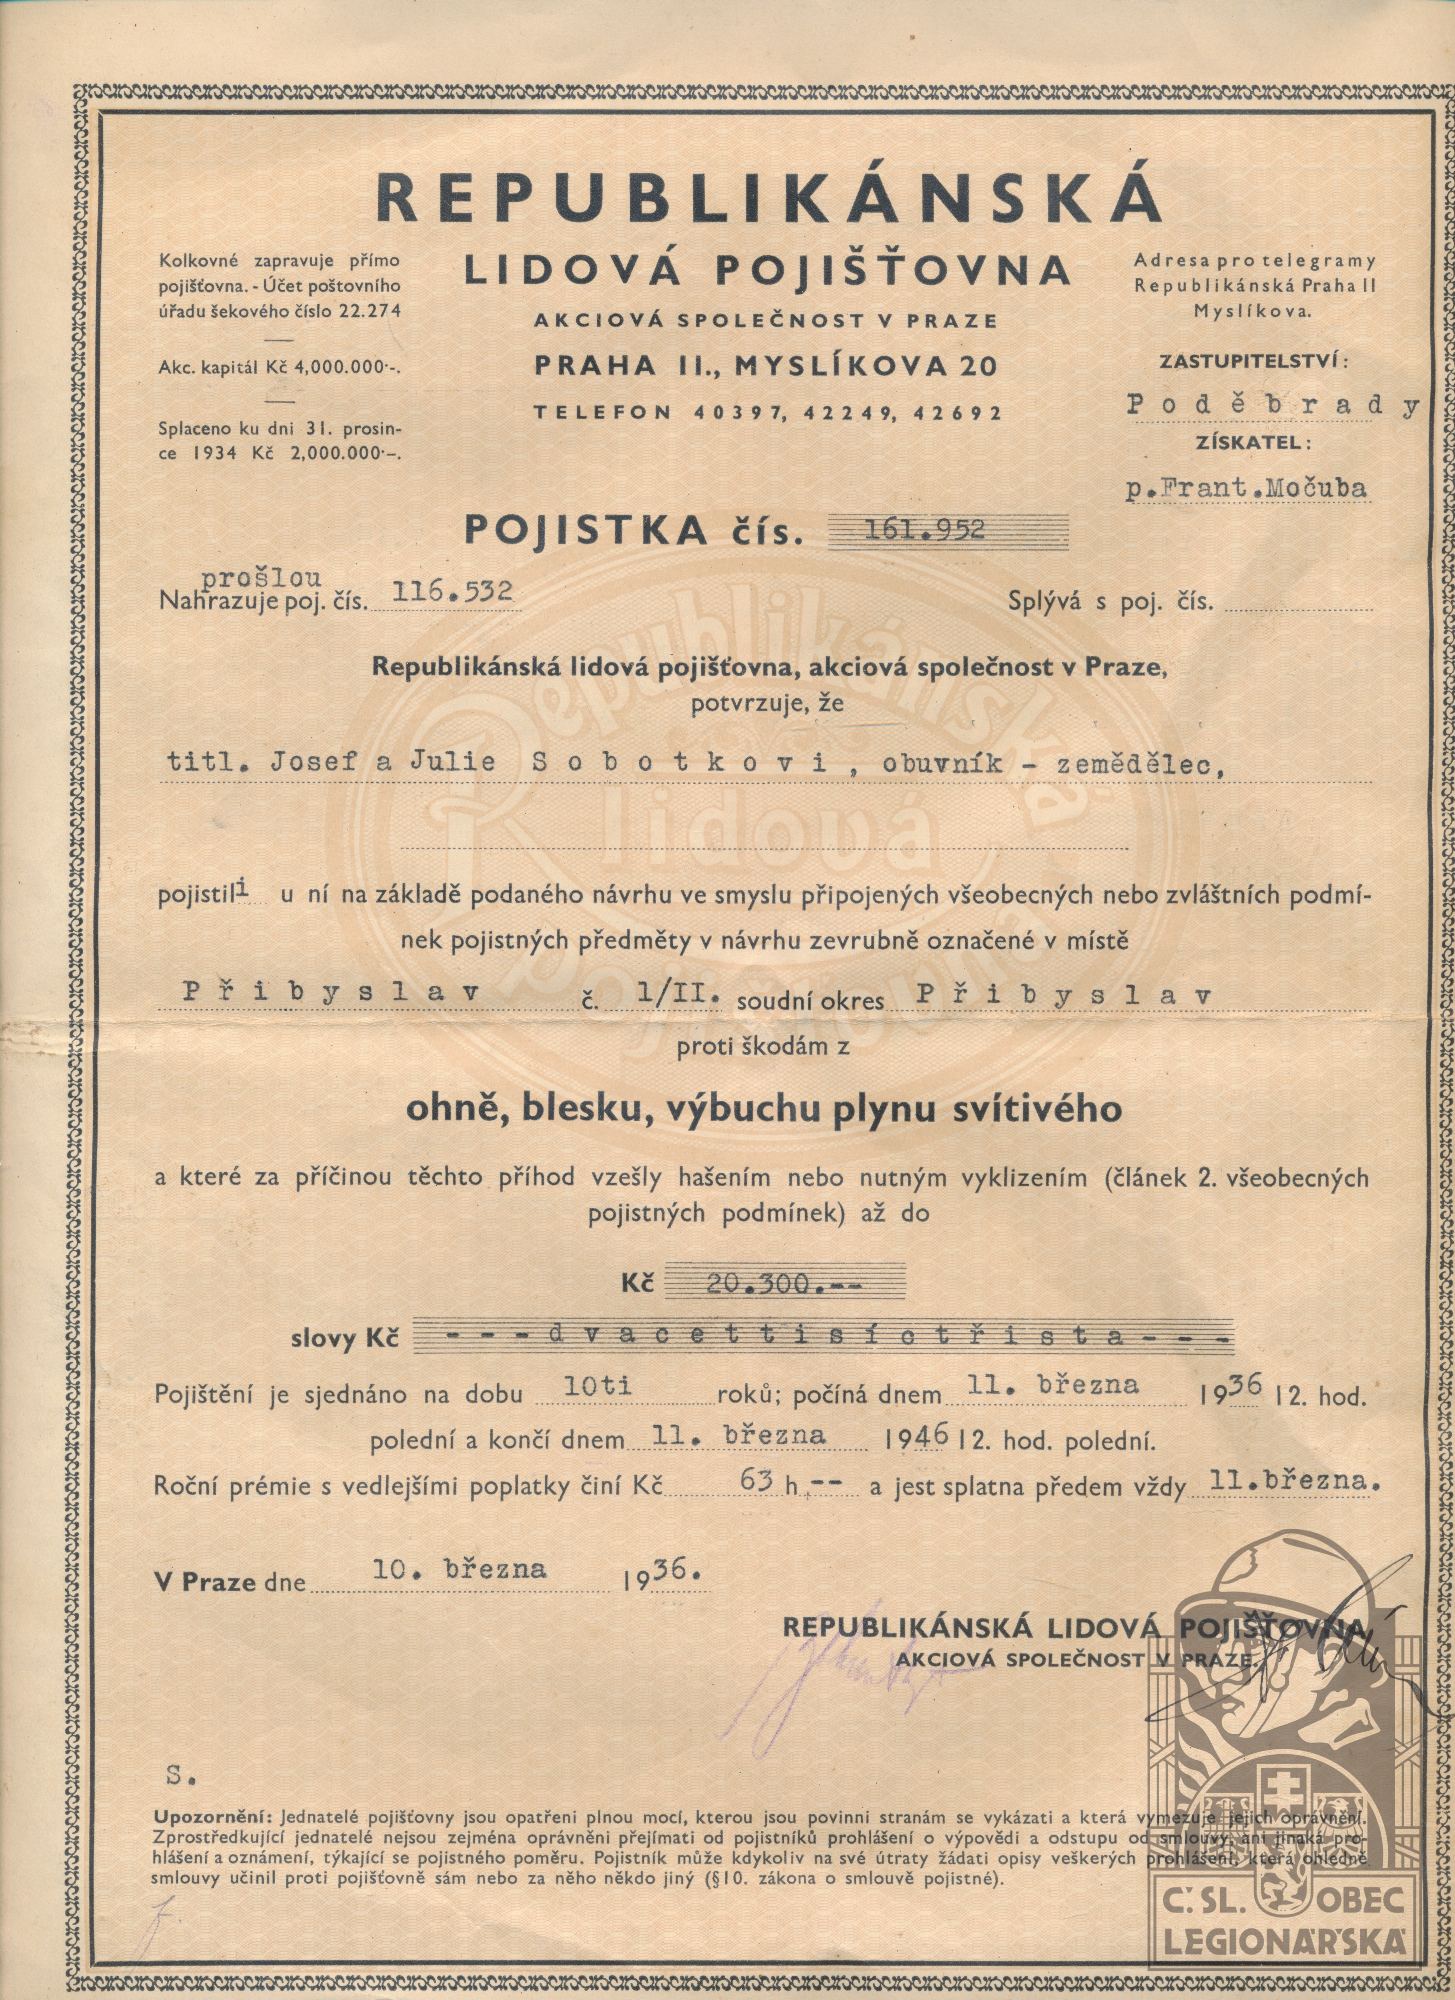 REPUBLIKÁNSKÁ
LIDOVÁ POJIŠŤOVNA
AKCIOVÁ SPOLEČNOST V PRAZE
PRAHA II., MYSLÍKOVA 20
TELEFON 40397, 42249, 42692
Kolkovné zapravuje přímo
pojišťovna. - Účet poštovního
úřadu šekového číslo 22.274
Akc. kapitál Kč 4,000.000·-.
Splaceno ku dni 31. prosin-
ce 1934 Kč 2,000.000·-.
Adresa pro telegramy
Republikánská Praha II
Myslíkova.
ZASTUPITELSTVÍ:
Poděbrady
ZÍSKATEL:
p.Frant.Močuba
POJISTKA čís. 161.952
prošlou
Nahrazuje poj. čís. 116.532 Splývá s poj. čís.
Republikánská lidová pojišťovna, akciová společnost v Praze,
potvrzuje, že
titl. Josef a Julie Sobotkovi, obuvník - zemědělec,
pojistili u ní na základě podaného návrhu ve smyslu připojených všeobecných nebo zvláštních podmí-
nek pojistných předměty v návrhu zevrubně označené v místě
Přibyslav č. 1/II. soudní okres Přibyslav
proti škodám z
ohně, blesku, výbuchu plynu svítivého
a které za příčinou těchto příhod vzešly hašením nebo nutným vyklizením (článek 2. všeobecných
pojistných podmínek) až do
Kč 20.300.--
slovy Kč ---dvacettisíctřista---
Pojištění je sjednáno na dobu 10ti roků; počíná dnem 11. března 1936 12. hod.
polední a končí dnem 11. března 1946 12. hod. polední.
Roční prémie s vedlejšími poplatky činí Kč 63 h -- a jest splatna předem vždy 11.března.
V Praze dne 10. března 1936.
REPUBLIKÁNSKÁ LIDOVÁ POJIŠŤOVNA
AKCIOVÁ SPOLEČNOST V PRAZE.
S.
Upozornění: Jednatelé pojišťovny jsou opatřeni plnou mocí, kterou jsou povinni stranám se vykázati a která vymezuje jejich oprávnění.
Zprostředkující jednatelé nejsou zejména oprávněni přejímati od pojistníků prohlášení o výpovědi a odstupu od smlouvy, ani jinaká pro-
hlášení a oznámení, týkající se pojistného poměru. Pojistník může kdykoliv na své útraty žádati opisy veškerých prohlášení, která ohledně
smlouvy učinil proti pojišťovně sám nebo za něho někdo jiný (§10. zákona o smlouvě pojistné).
Č. SL. OBEC
LEGIONÁŘSKÁ
Republikánská
lidová
pojišťovna